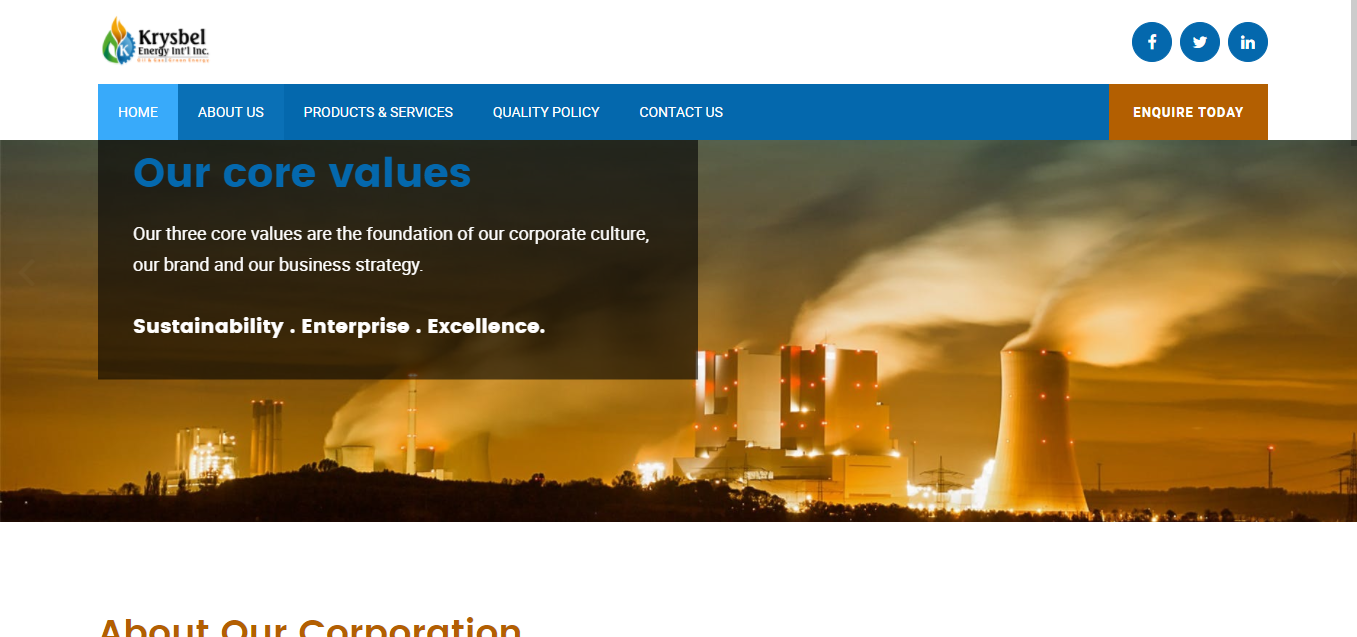 Krysbel
Energy Int'l Inc.
Oil & Gas|Green Energy
HOME
ABOUT US
PRODUCTS & SERVICES
QUALITY POLICY
CONTACT US
ENQUIRE TODAY
Our core values
Our three core values are the foundation of our corporate culture,
our brand and our business strategy.
Sustainability . Enterprise . Excellence.
About Our Corporation